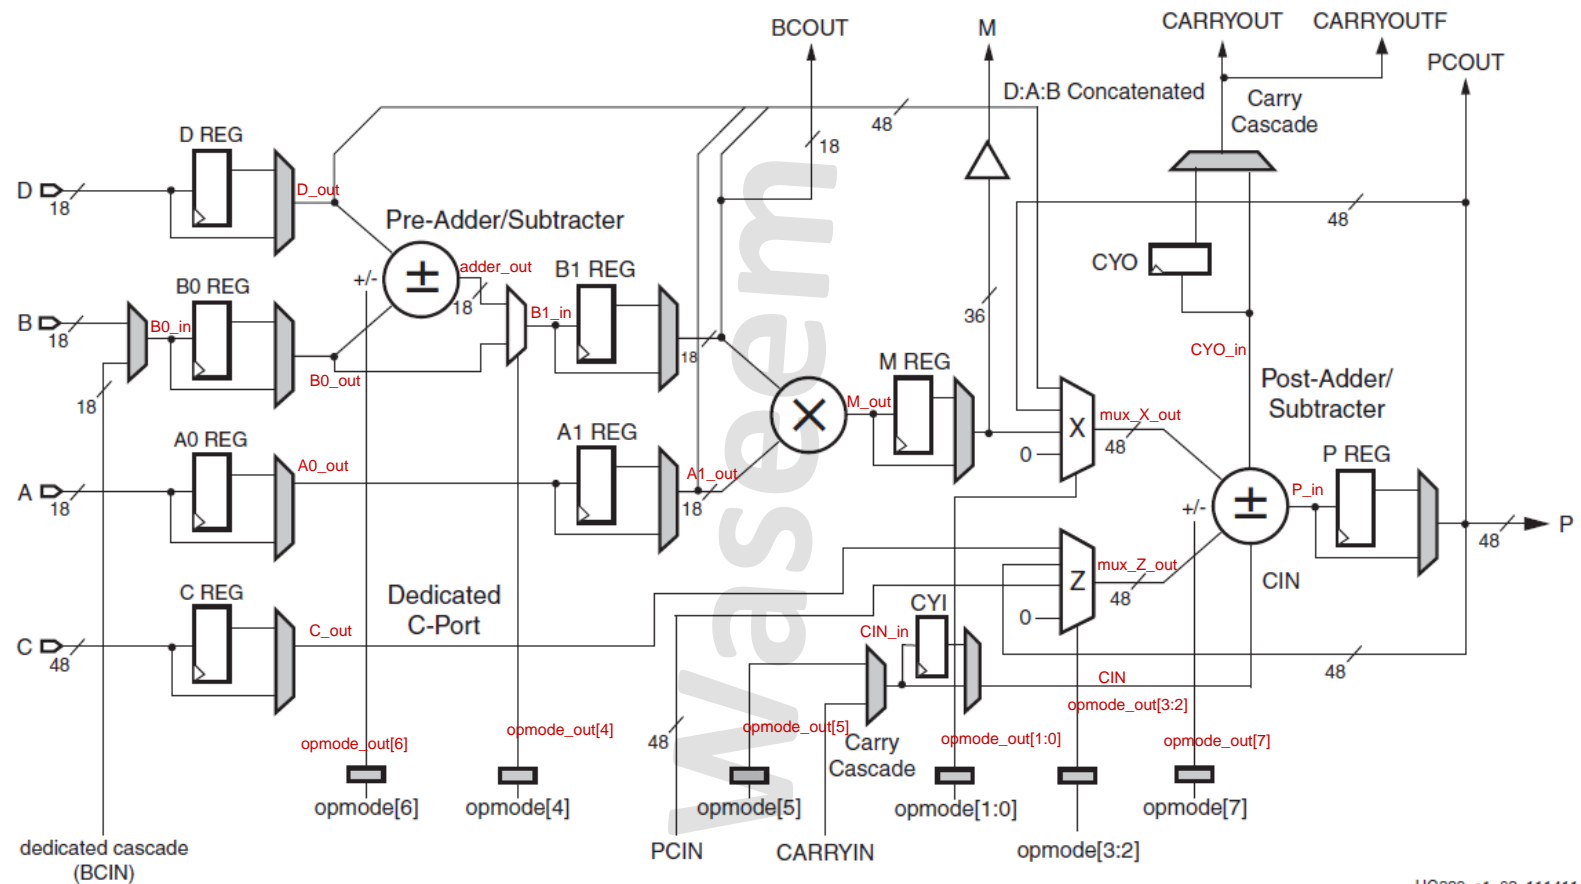 BCOUT
M
CARRYOUT
CARRYOUTF
PCOUT
D:A:B Concatenated
Carry
Cascade
48
18
D REG
D
18
D_out
Pre-Adder/Subtracter
+/-
±
adder_out
18
B1 REG
48
CYO
B0 REG
B
18
B0_in
B1_in
36
18
B0_out
18
CYO_in
M REG
Post-Adder/
Subtracter
M_out
X
mux_X_out
48
0
A0 REG
A
18
A0_out
A1 REG
A1_out
18
P REG
P_in
+/-
±
P
48
CIN
Z
mux_Z_out
48
0
C REG
C
48
C_out
Dedicated
C-Port
CYI
CIN_in
48
CIN
opmode_out[3:2]
opmode_out[6]
opmode_out[4]
48
opmode_out[5]
Carry
Cascade
opmode_out[1:0]
opmode_out[7]
opmode[6]
opmode[4]
opmode[5]
opmode[1:0]
opmode[7]
dedicated cascade
(BCIN)
PCIN
CARRYIN
opmode[3:2]
Waseem